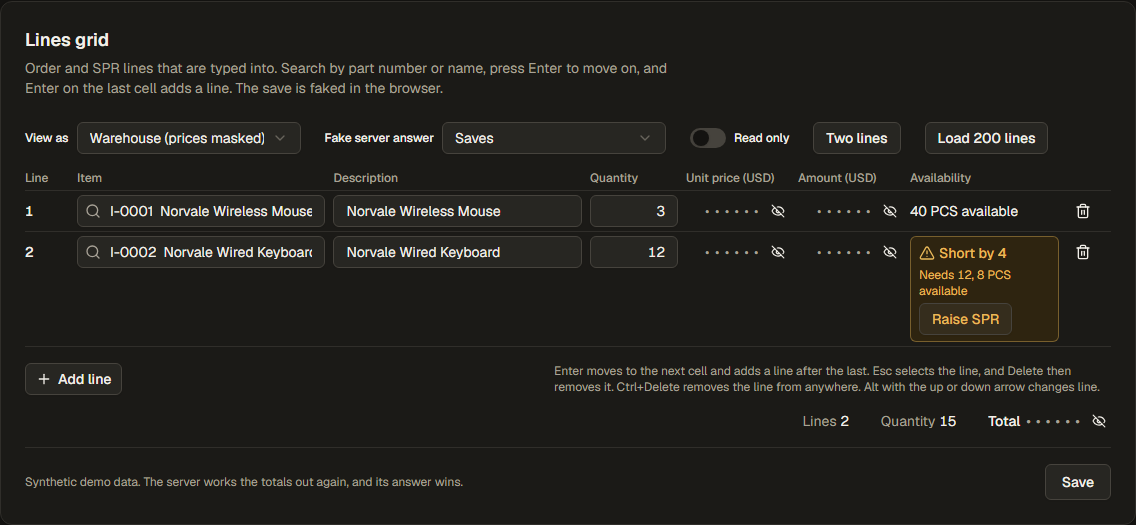 Lines grid
Order and SPR lines that are typed into. Search by part number or name, press Enter to move on, and
Enter on the last cell adds a line. The save is faked in the browser.
View as Warehouse (prices masked) Fake server answer Saves Read only Two lines Load 200 lines
Line Item Description Quantity Unit price (USD) Amount (USD) Availability
1 I-0001 Norvale Wireless Mouse Norvale Wireless Mouse 3 •••••• •••••• 40 PCS available
2 I-0002 Norvale Wired Keyboard Norvale Wired Keyboard 12 •••••• •••••• Short by 4
Needs 12, 8 PCS
available
Raise SPR
+ Add line
Enter moves to the next cell and adds a line after the last. Esc selects the line, and Delete then
removes it. Ctrl+Delete removes the line from anywhere. Alt with the up or down arrow changes line.
Lines 2 Quantity 15 Total ••••••
Synthetic demo data. The server works the totals out again, and its answer wins.
Save